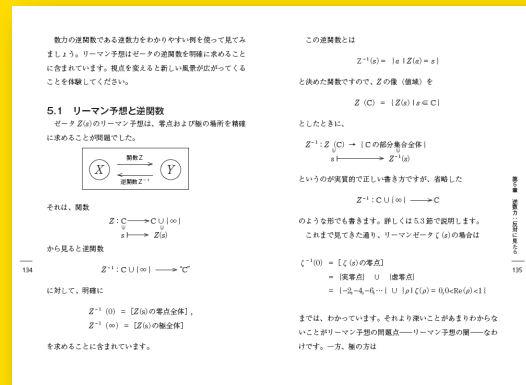 数力の逆関数である逆数力をわかりやすい例を使って見てみ
ましょう。リーマン予想はゼータの逆関数を明確に求めること
に含まれています。視点を変えると新しい風景が広がってくる
ことを体験してください。
5.1 リーマン予想と逆関数
ゼータ Z(s)のリーマン予想は、零点および極の場所を精確
に求めることが問題でした。
X 関数Z Y
逆関数Z⁻¹
それは、関数
Z : C ⟶ C ∪ {∞}
s ⟼ Z(s)
から見ると逆関数
Z⁻¹ : C ∪ {∞} ⟶ "C"
に対して、明確に
Z⁻¹ (0) = [Z(s)の零点全体] ,
Z⁻¹ (∞) = [Z(s)の極全体]
を求めることに含まれています。
134
この逆関数とは
Z⁻¹(s) = {a | Z(a) = s}
と決めた関数ですので、Z の像（値域）を
Z (C) = {Z(s) | s ∈ C}
としたときに、
Z⁻¹ : Z (C) → {C の部分集合全体}
s ⟼ Z⁻¹(s)
というのが実質的で正しい書き方ですが、省略した
Z⁻¹ : C ∪ {∞} ⟶ C
のような形でも書きます。詳しくは 5.3 節で説明します。
これまで見てきた通り、リーマンゼータ ζ (s) の場合は
ζ⁻¹(0) = [ ζ (s) の零点]
= {実零点} ∪ {虚零点}
= {−2,−4,−6,…} ∪ {ρ | ζ(ρ) = 0, 0<Re(ρ)<1}
までは、わかっています。それより深いことがあまりわからな
いことがリーマン予想の問題点──リーマン予想の闇──なわ
けです。一方、極の方は
第5章 逆数力：反対に見たら
135